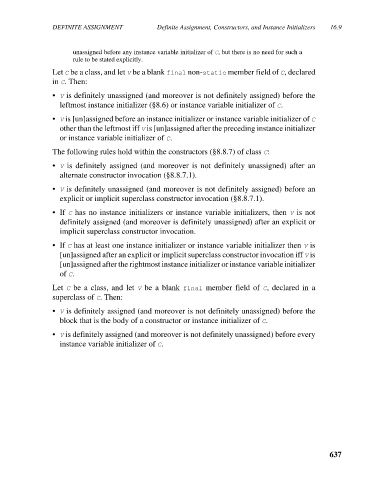 DEFINITE ASSIGNMENT Definite Assignment, Constructors, and Instance Initializers 16.9
unassigned before any instance variable initializer of C, but there is no need for such a
rule to be stated explicitly.
Let C be a class, and let V be a blank final non-static member field of C, declared
in C. Then:
• V is definitely unassigned (and moreover is not definitely assigned) before the
leftmost instance initializer (§8.6) or instance variable initializer of C.
• V is [un]assigned before an instance initializer or instance variable initializer of C
other than the leftmost iff V is [un]assigned after the preceding instance initializer
or instance variable initializer of C.
The following rules hold within the constructors (§8.8.7) of class C:
• V is definitely assigned (and moreover is not definitely unassigned) after an
alternate constructor invocation (§8.8.7.1).
• V is definitely unassigned (and moreover is not definitely assigned) before an
explicit or implicit superclass constructor invocation (§8.8.7.1).
• If C has no instance initializers or instance variable initializers, then V is not
definitely assigned (and moreover is definitely unassigned) after an explicit or
implicit superclass constructor invocation.
• If C has at least one instance initializer or instance variable initializer then V is
[un]assigned after an explicit or implicit superclass constructor invocation iff V is
[un]assigned after the rightmost instance initializer or instance variable initializer
of C.
Let C be a class, and let V be a blank final member field of C, declared in a
superclass of C. Then:
• V is definitely assigned (and moreover is not definitely unassigned) before the
block that is the body of a constructor or instance initializer of C.
• V is definitely assigned (and moreover is not definitely unassigned) before every
instance variable initializer of C.
637